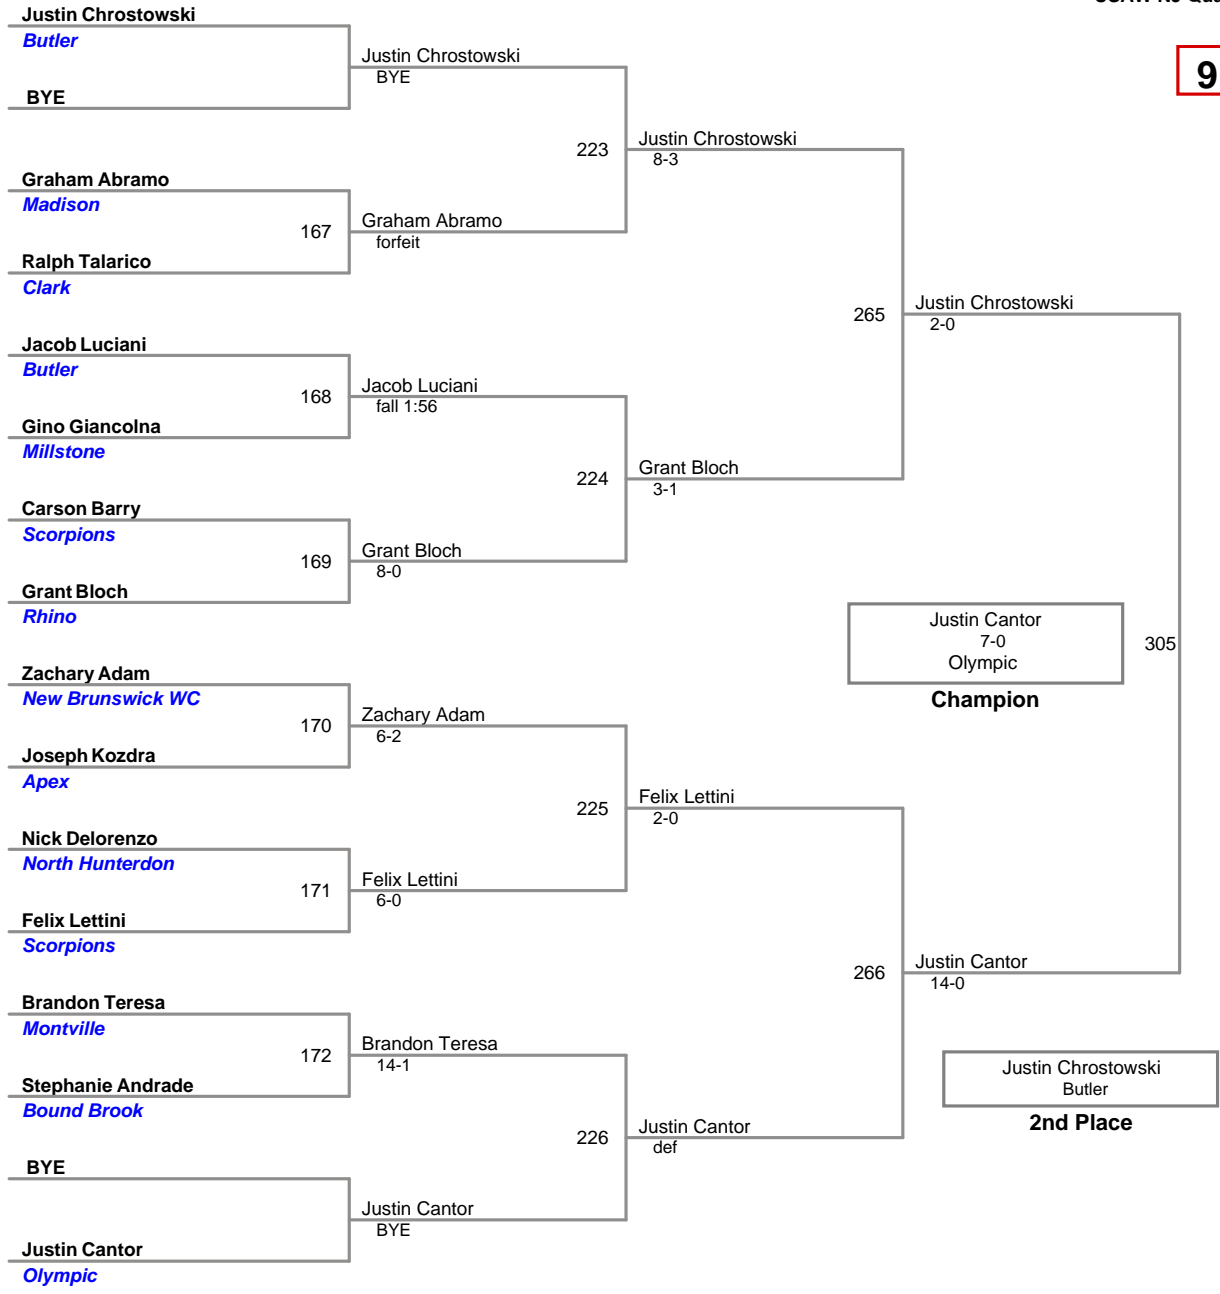 Justin Chrostowski
Butler
BYE
Graham Abramo
Madison
Ralph Talarico
Clark
Jacob Luciani
Butler
Gino Giancolna
Millstone
Carson Barry
Scorpions
Grant Bloch
Rhino
Zachary Adam
New Brunswick WC
Joseph Kozdra
Apex
Nick Delorenzo
North Hunterdon
Felix Lettini
Scorpions
Brandon Teresa
Montville
Stephanie Andrade
Bound Brook
BYE
Justin Cantor
Olympic
167
168
169
170
171
172
Justin Chrostowski
BYE
Graham Abramo
forfeit
Jacob Luciani
fall 1:56
Grant Bloch
8-0
Zachary Adam
6-2
Felix Lettini
6-0
Brandon Teresa
14-1
Justin Cantor
BYE
223
224
225
226
Justin Chrostowski
8-3
Grant Bloch
3-1
Felix Lettini
2-0
Justin Cantor
def
265
266
Justin Chrostowski
2-0
Justin Cantor
14-0
305
Justin Cantor
7-0
Olympic
Champion
Justin Chrostowski
Butler
2nd Place
9